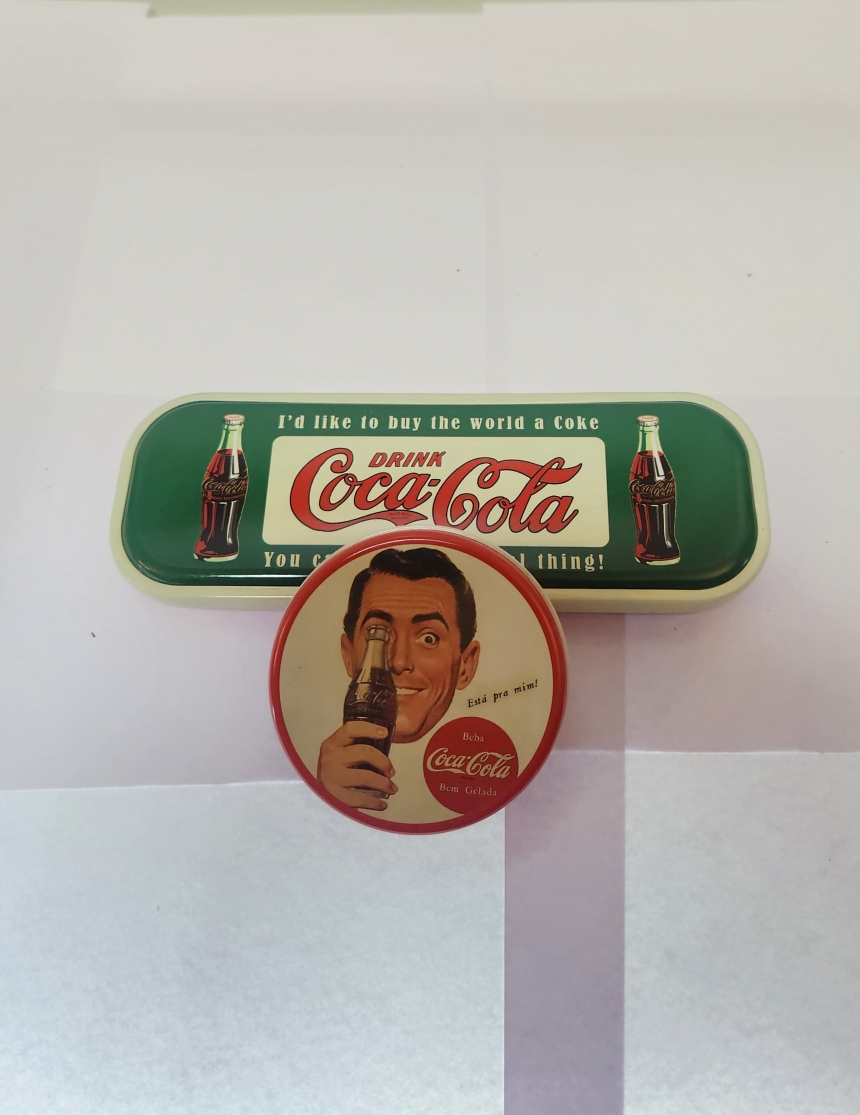 I'd like to buy the world a Coke
DRINK
Coca-Cola
You thing!
Está pra mim!
Beba
Coca-Cola
Bem Gelada